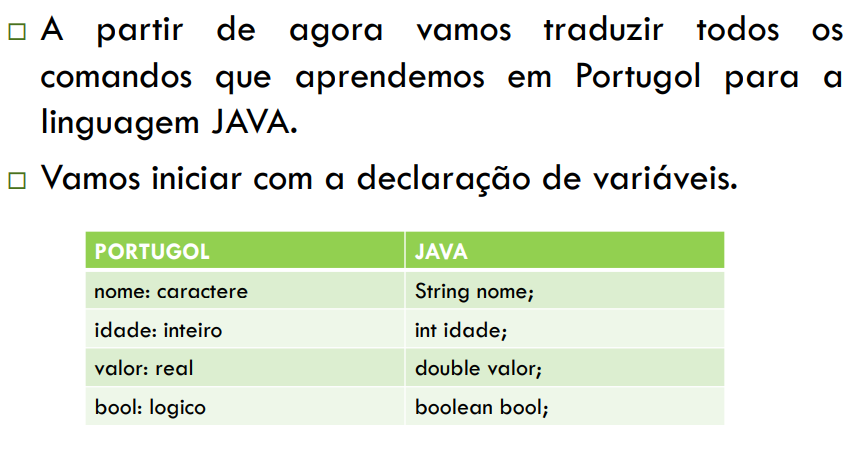 A partir de agora vamos traduzir todos os
comandos que aprendemos em Portugol para a
linguagem JAVA.
Vamos iniciar com a declaração de variáveis.
PORTUGOL JAVA
nome: caractere String nome;
idade: inteiro int idade;
valor: real double valor;
bool: logico boolean bool;